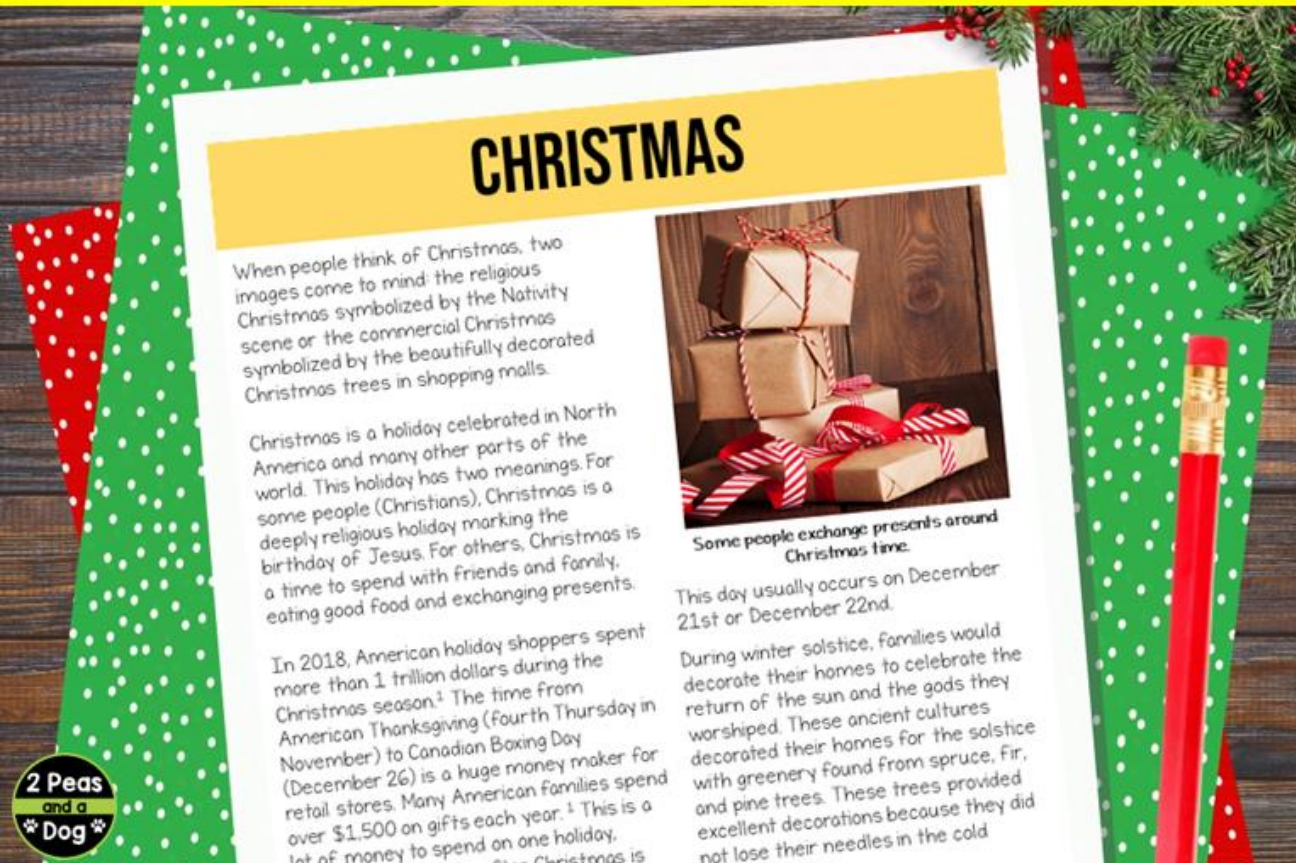 CHRISTMAS
When people think of Christmas, two
images come to mind: the religious
Christmas symbolized by the Nativity
scene or the commercial Christmas
symbolized by the beautifully decorated
Christmas trees in shopping malls.
Christmas is a holiday celebrated in North
America and many other parts of the
world. This holiday has two meanings. For
some people (Christians), Christmas is a
deeply religious holiday marking the
birthday of Jesus. For others, Christmas is
a time to spend with friends and family,
eating good food and exchanging presents.
In 2018, American holiday shoppers spent
more than 1 trillion dollars during the
Christmas season.¹ The time from
American Thanksgiving (fourth Thursday in
November) to Canadian Boxing Day
(December 26) is a huge money maker for
retail stores. Many American families spend
over $1,500 on gifts each year. ¹ This is a
lot of money to spend on one holiday,
Christmas is
Some people exchange presents around
Christmas time.
This day usually occurs on December
21st or December 22nd.
During winter solstice, families would
decorate their homes to celebrate the
return of the sun and the gods they
worshiped. These ancient cultures
decorated their homes for the solstice
with greenery found from spruce, fir,
and pine trees. These trees provided
excellent decorations because they did
not lose their needles in the cold
2 Peas
and a
Dog